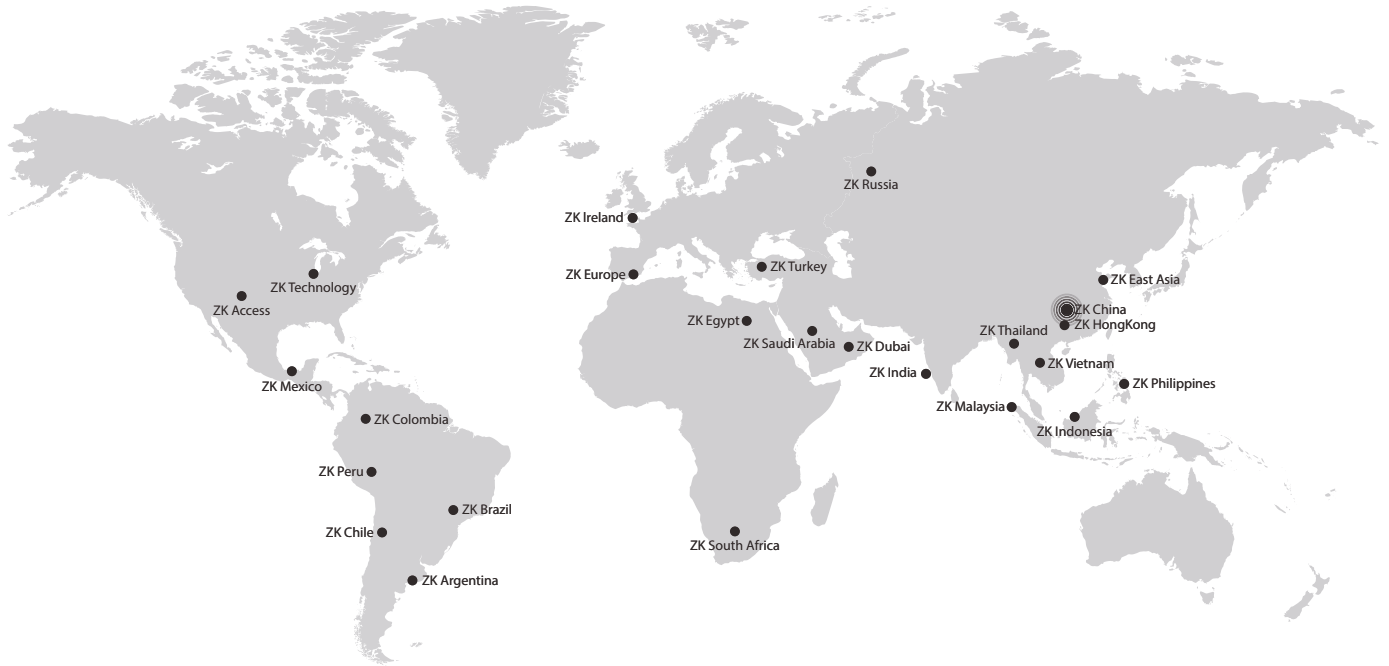 ZK Russia
ZK Ireland
ZK Europe
ZK Turkey
ZK Technology
ZK Access
ZK East Asia
ZK China
ZK HongKong
ZK Egypt
ZK Saudi Arabia
ZK Dubai
ZK Thailand
ZK Vietnam
ZK India
ZK Mexico
ZK Philippines
ZK Malaysia
ZK Indonesia
ZK Colombia
ZK Peru
ZK Brazil
ZK Chile
ZK South Africa
ZK Argentina